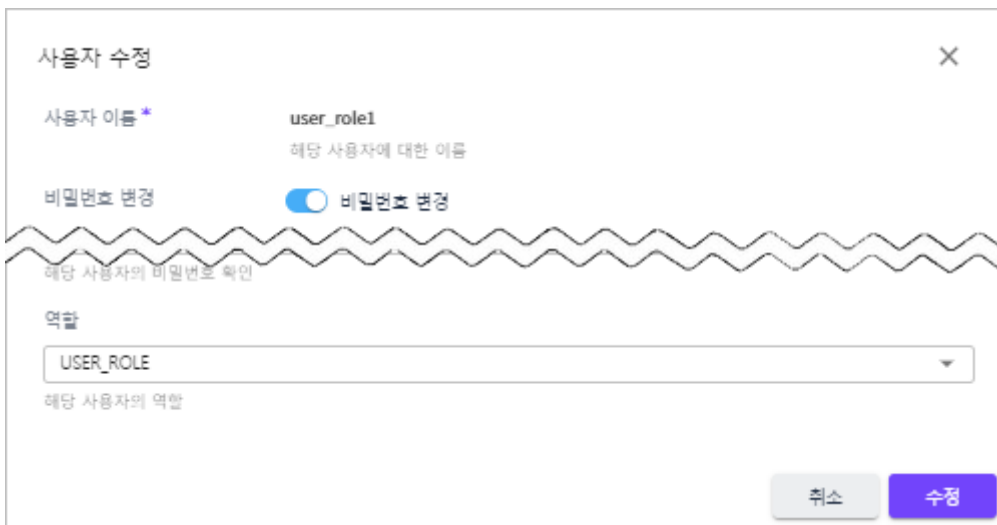 사용자 수정
사용자 이름 *
user_role1
해당 사용자에 대한 이름
비밀번호 변경
비밀번호 변경
해당 사용자의 비밀번호 확인
역할
USER_ROLE
해당 사용자의 역할
취소
수정